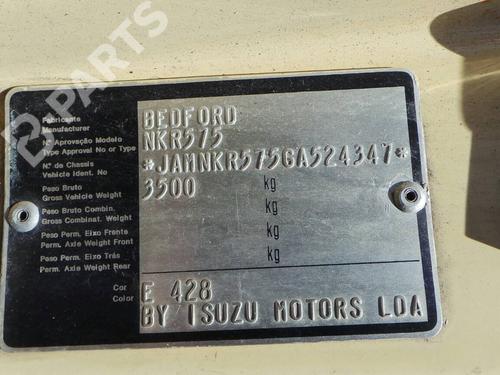 B PARTS
Fabricante
Manufacturer
BEDFORD
Nº Aprovação Modelo
Type Approval No or Type
NKR575
N.º de Chassis
Vehicle Ident. No
*JAMNKR575GA524347*
Peso Bruto
Gross Vehicle Weight
3500 kg
Peso Bruto Combin.
Gross Combinat. Weight
kg
Peso Perm. Eixo Frente
Perm. Axle Weight Front
kg
Peso Perm. Eixo Trás
Perm. Axle Weight Rear
kg
Cor
Color
E 428
BY ISUZU MOTORS LDA